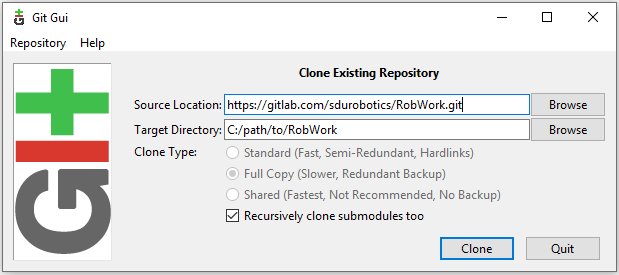 Git Gui
Repository Help
Clone Existing Repository
Source Location: https://gitlab.com/sdurobotics/RobWork.git Browse
Target Directory: C:/path/to/RobWork Browse
Clone Type: Standard (Fast, Semi-Redundant, Hardlinks)
Full Copy (Slower, Redundant Backup)
Shared (Fastest, Not Recommended, No Backup)
Recursively clone submodules too
Clone Quit
GIt